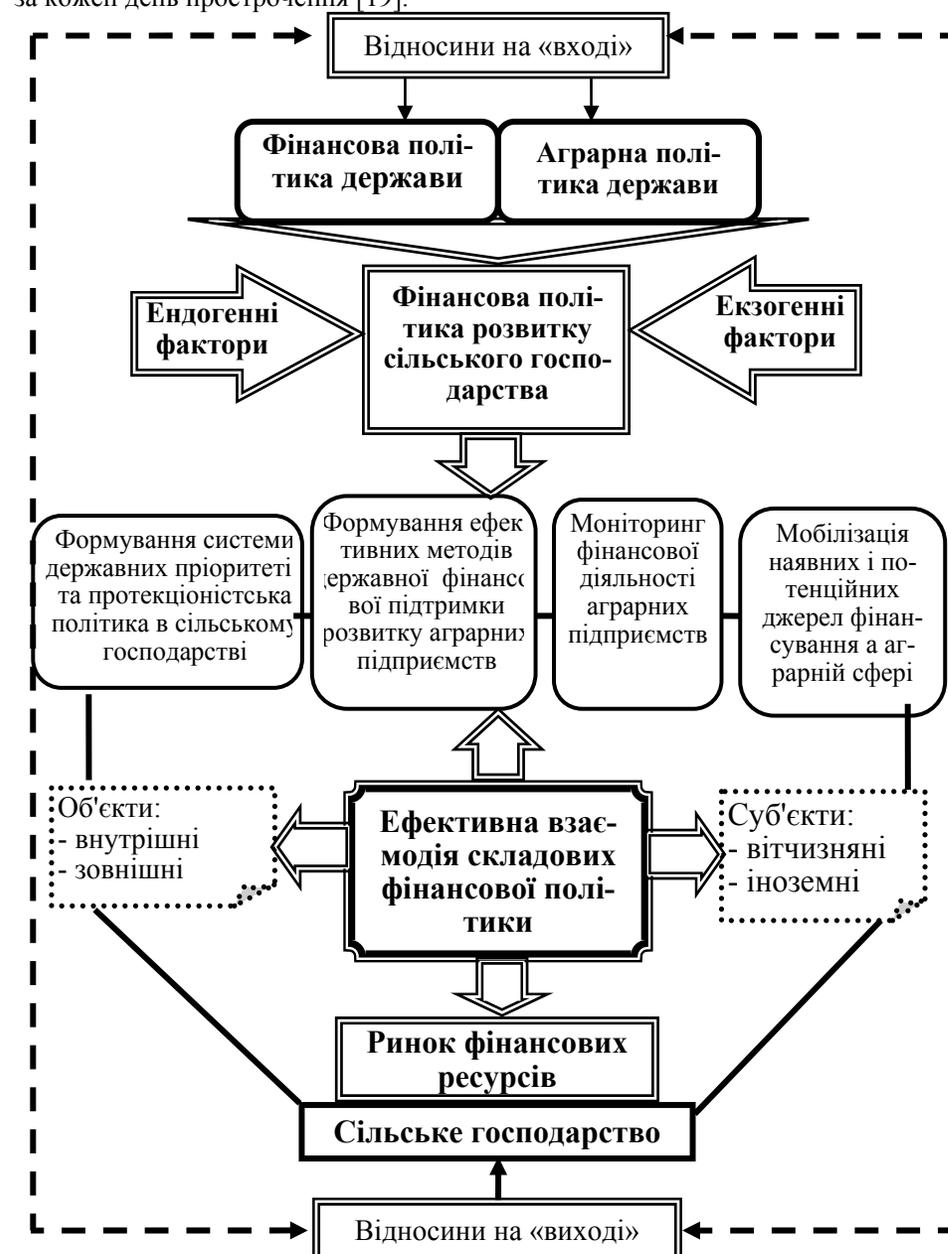 за кожен день прострочення [19].
Відносини на «вході»
Фінансова полі-
тика держави
Аграрна полі-
тика держави
Ендогенні
фактори
Фінансова полі-
тика розвитку
сільського госпо-
дарства
Екзогенні
фактори
Формування системи
державних пріоритеті
та протекціоністська
політика в сільському
господарстві
Формування ефек
тивних методів
державної фінансо
вої підтримки
розвитку аграрних
підприємств
Моніторинг
фінансової
діяльності
аграрних
підприємств
Мобілізація
наявних і по-
тенційних
джерел фінан-
сування а аг-
рарній сфері
Об'єкти:
- внутрішні
- зовнішні
Ефективна взає-
модія складових
фінансової полі-
тики
Суб'єкти:
- вітчизняні
- іноземні
Ринок фінансових
ресурсів
Сільське господарство
Відносини на «виході»